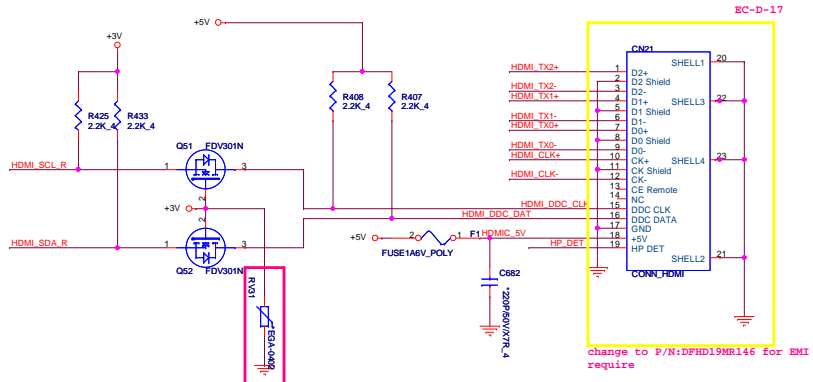 EC-D-17
+5V
+3V
CN21
20
SHELL1
HDMI_TX2+
1
D2+
2
D2 Shield
HDMI_TX2-
3
D2-
HDMI_TX1+
4
D1+
22
SHELL3
5
D1 Shield
HDMI_TX1-
6
D1-
HDMI_TX0+
7
D0+
8
D0 Shield
HDMI_TX0-
9
D0-
HDMI_CLK+
10
CK+
23
SHELL4
11
CK Shield
HDMI_CLK-
12
CK-
13
CE Remote
14
NC
HDMI_DDC_CLK
15
DDC CLK
HDMI_DDC_DAT
16
DDC DATA
17
GND
18
+5V
HP_DET
19
HP DET
21
SHELL2
CONN_HDMI
R425
2.2K_4
R433
2.2K_4
R408
2.2K_4
R407
2.2K_4
Q51
FDV301N
HDMI_SCL_R
1
3
2
+3V
2
HDMI_SDA_R
1
3
Q52
FDV301N
+5V
2
1
F1
HDMIC_5V
FUSE1A6V_POLY
C682
*220P/50V/X7R_4
RV31
EGA-0402
change to P/N:DFHD19MR146 for EMI
require